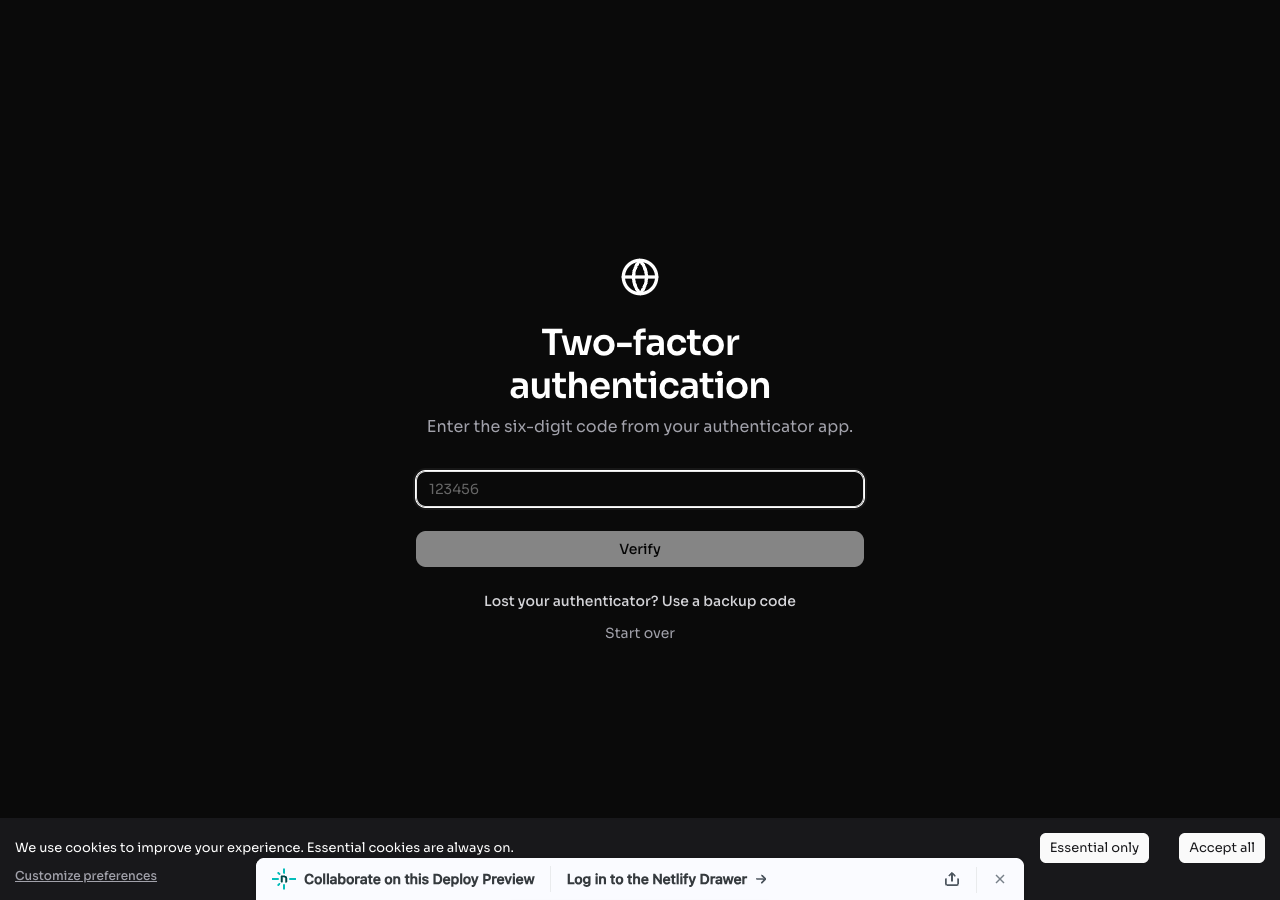 Two-factor
authentication
Enter the six-digit code from your authenticator app.
123456
Verify
Lost your authenticator? Use a backup code
Start over
We use cookies to improve your experience. Essential cookies are always on.
Customize preferences
Essential only
Accept all
Collaborate on this Deploy Preview
Log in to the Netlify Drawer →